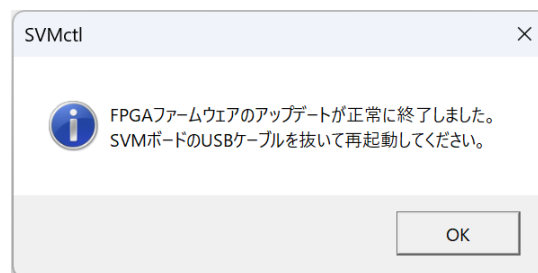 SVMctl
FPGAファームウェアのアップデートが正常に終了しました。
SVMボードのUSBケーブルを抜いて再起動してください。
OK